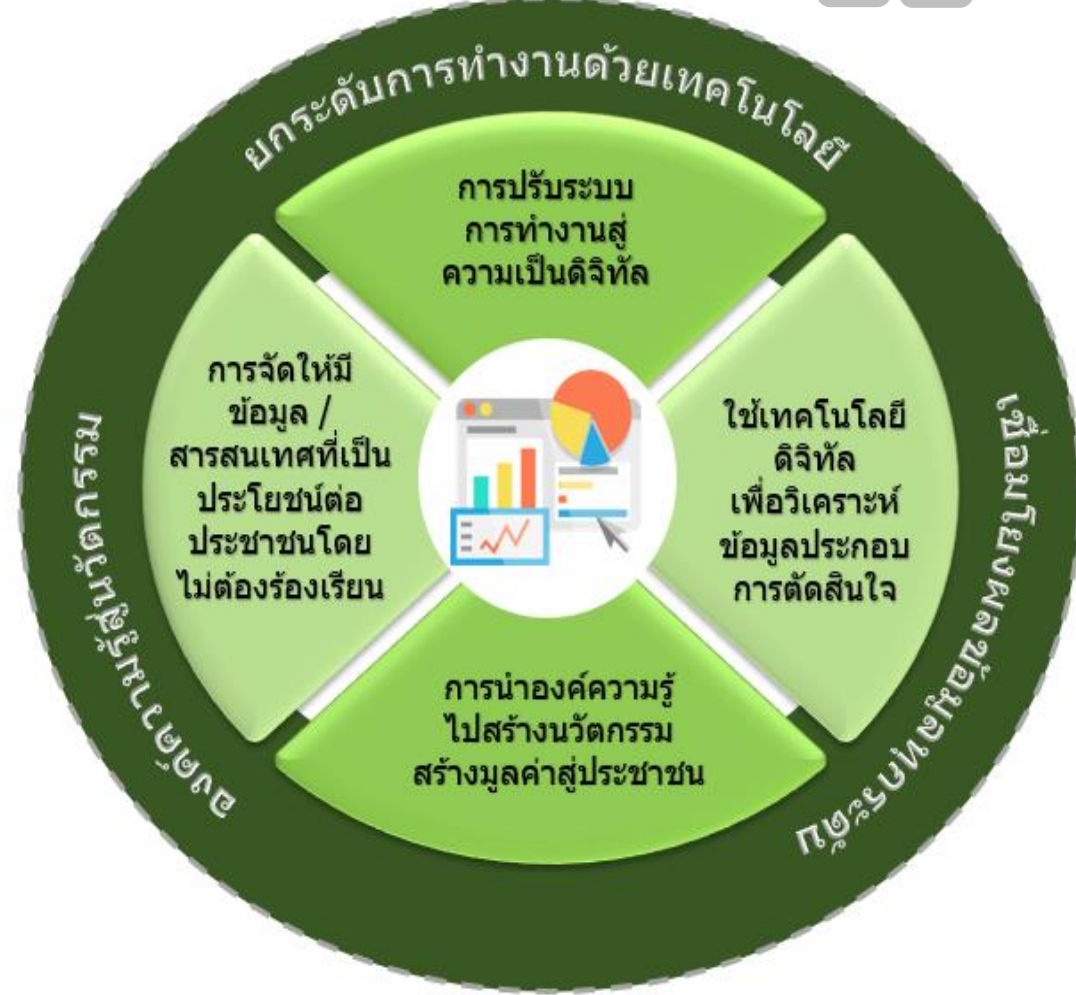 ยกระดับการทำงานด้วยเทคโนโลยี
การปรับระบบ
การทำงานสู่
ความเป็นดิจิทัล
การจัดให้มี
ข้อมูล /
สารสนเทศที่เป็น
ประโยชน์ต่อ
ประชาชนโดย
ไม่ต้องร้องเรียน
ใช้เทคโนโลยี
ดิจิทัล
เพื่อวิเคราะห์
ข้อมูลประกอบ
การตัดสินใจ
การนำองค์ความรู้
ไปสร้างนวัตกรรม
สร้างมูลค่าสู่ประชาชน
เชื่อมโยงผลข้อมูลทุกระดับ
องค์ความรู้สู่นวัตกรรม